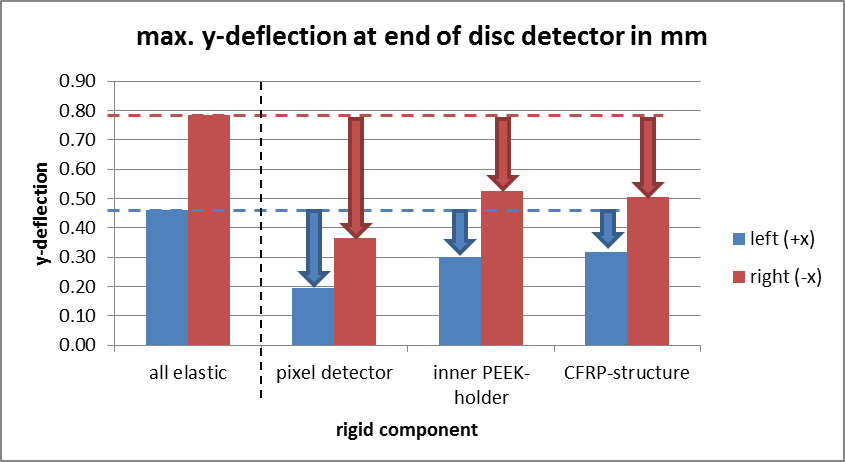 max. y-deflection at end of disc detector in mm
0.90
0.80
0.70
0.60
0.50
0.40
0.30
0.20
0.10
0.00
y-deflection
all elastic
pixel detector
inner PEEK-
holder
CFRP-structure
rigid component
left (+x)
right (-x)